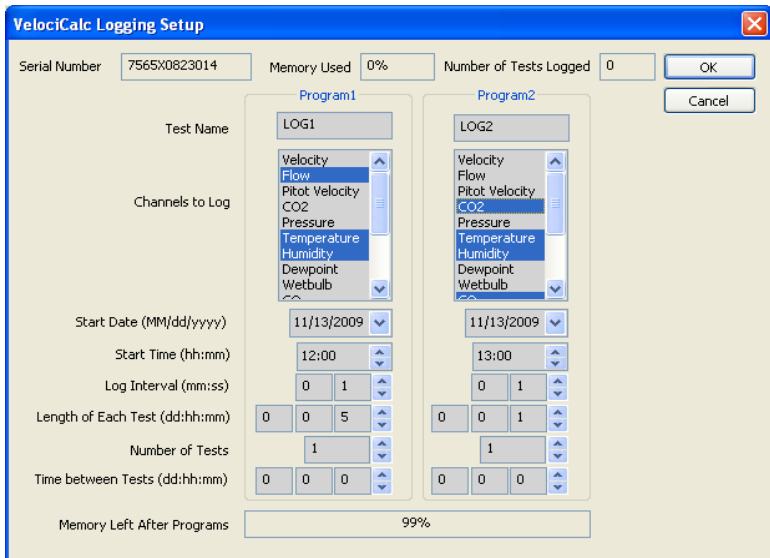 VelociCalc Logging Setup
Serial Number 7565X0823014 Memory Used 0% Number of Tests Logged 0 OK
Cancel
Program1 Program2
Test Name LOG1 LOG2
Channels to Log
Velocity
Flow
Pitot Velocity
CO2
Pressure
Temperature
Humidity
Dewpoint
Wetbulb
Velocity
Flow
Pitot Velocity
CO2
Pressure
Temperature
Humidity
Dewpoint
Wetbulb
Start Date (MM/dd/yyyy) 11/13/2009 11/13/2009
Start Time (hh:mm) 12:00 13:00
Log Interval (mm:ss) 0 1 0 1
Length of Each Test (dd:hh:mm) 0 0 5 0 0 1
Number of Tests 1 1
Time between Tests (dd:hh:mm) 0 0 0 0 0 0
Memory Left After Programs 99%